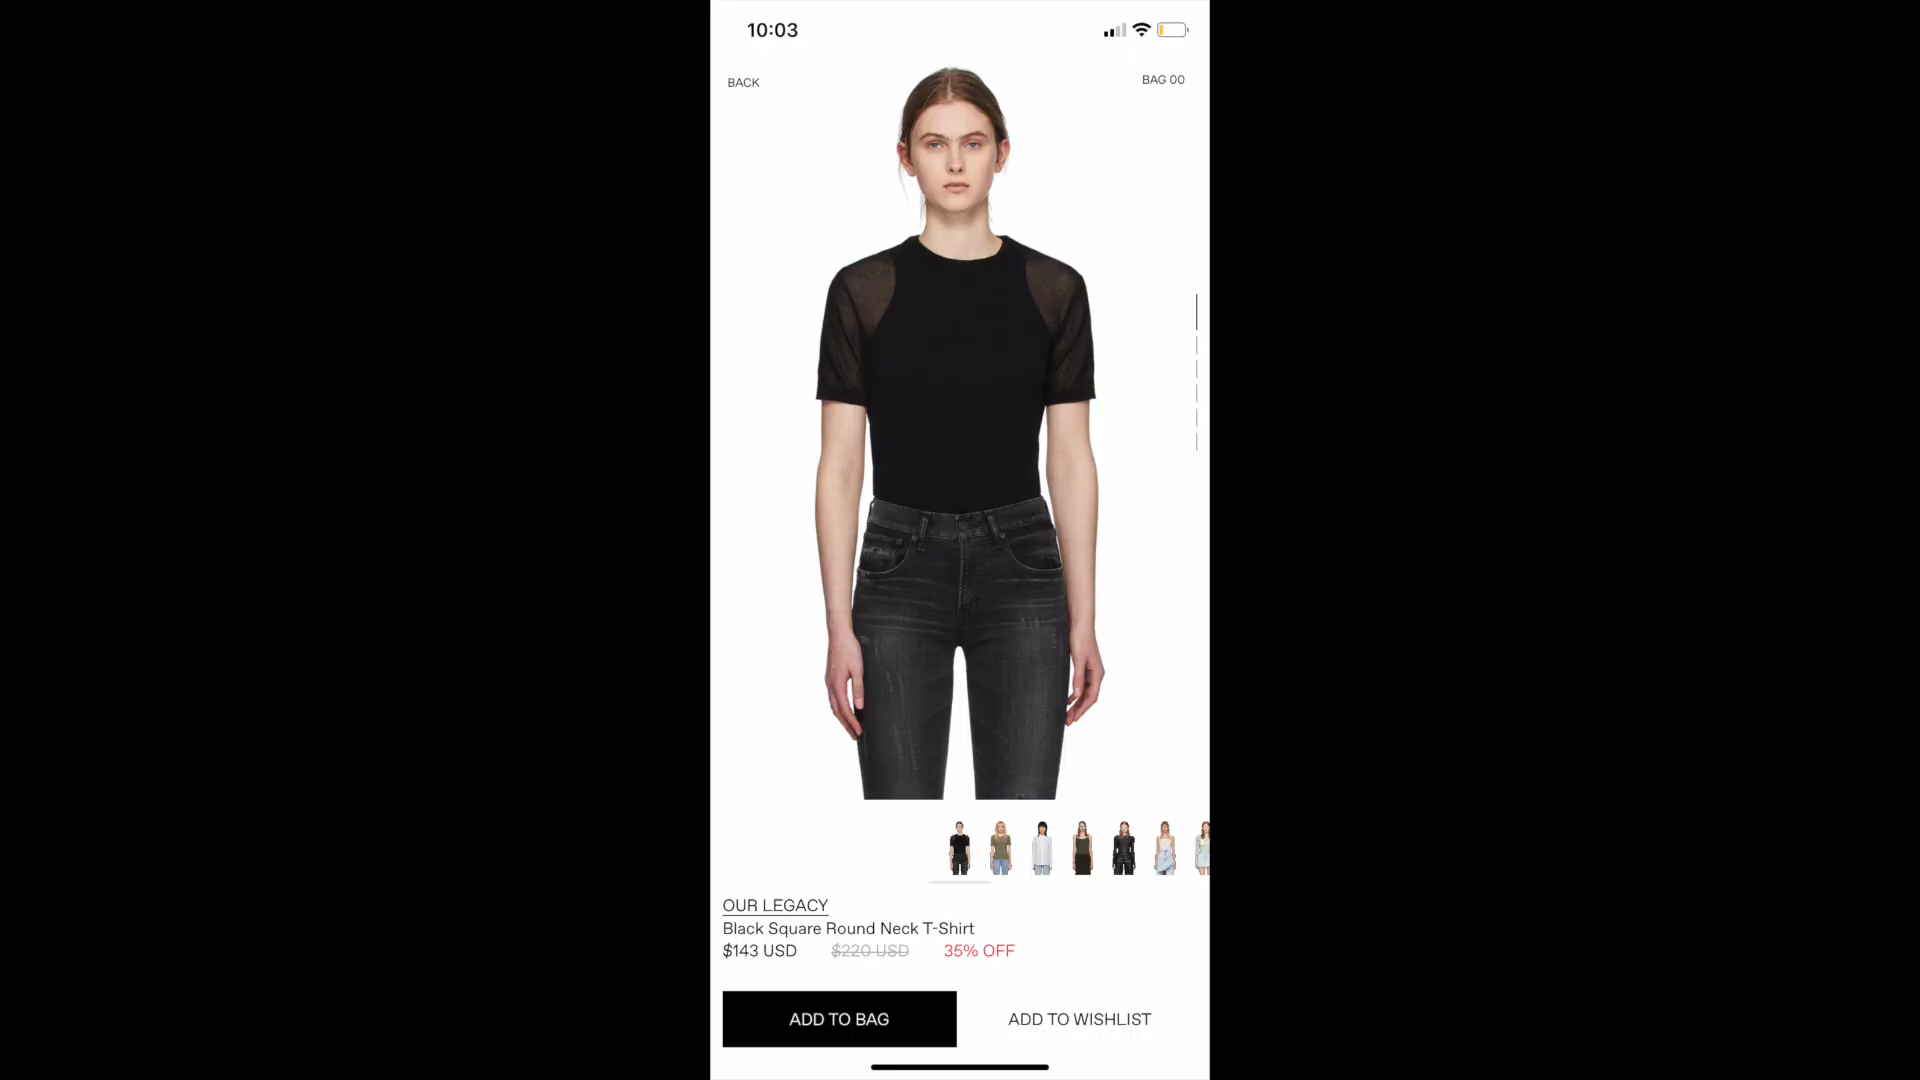 10:03
BACK
BAG 00
OUR LEGACY
Black Square Round Neck T-Shirt
$143 USD $220 USD 35% OFF
ADD TO BAG
ADD TO WISHLIST